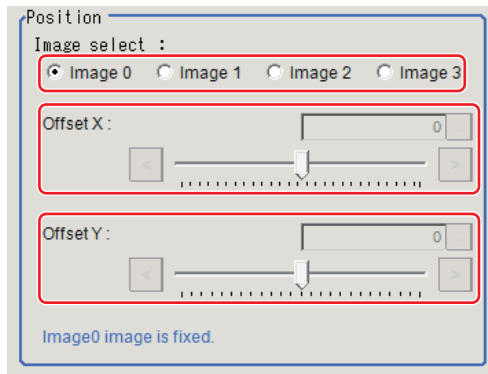 Position
Image select :
Image 0 Image 1 Image 2 Image 3
Offset X :
0 ...
< >
Offset Y :
0 ...
< >
Image0 image is fixed.